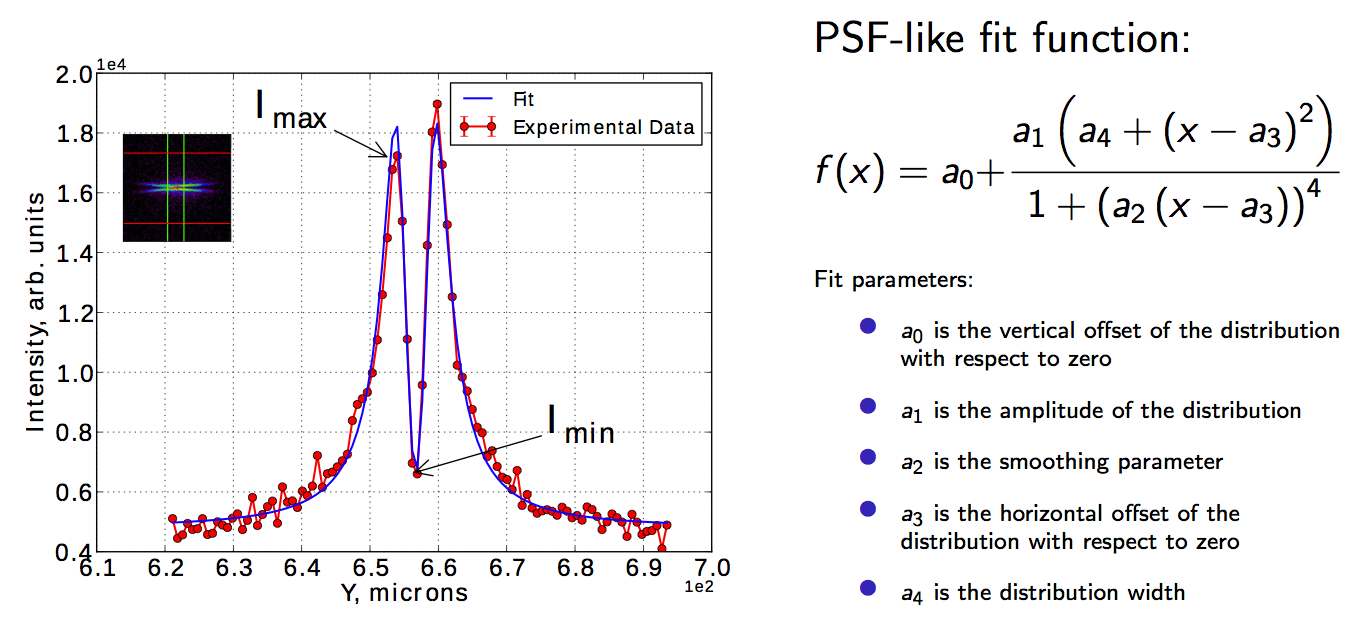 1e4
2.0
1.8
1.6
1.4
1.2
1.0
0.8
0.6
0.4
Intensity, arb. units
I max
Fit
Experimental Data
I min
6.1 6.2 6.3 6.4 6.5 6.6 6.7 6.8 6.9 7.0
1e2
Y, microns
PSF-like fit function:
f(x) = a₀ + a₁ (a₄ + (x − a₃)²) / 1 + (a₂ (x − a₃))⁴
Fit parameters:
a₀ is the vertical offset of the distribution
with respect to zero
a₁ is the amplitude of the distribution
a₂ is the smoothing parameter
a₃ is the horizontal offset of the
distribution with respect to zero
a₄ is the distribution width